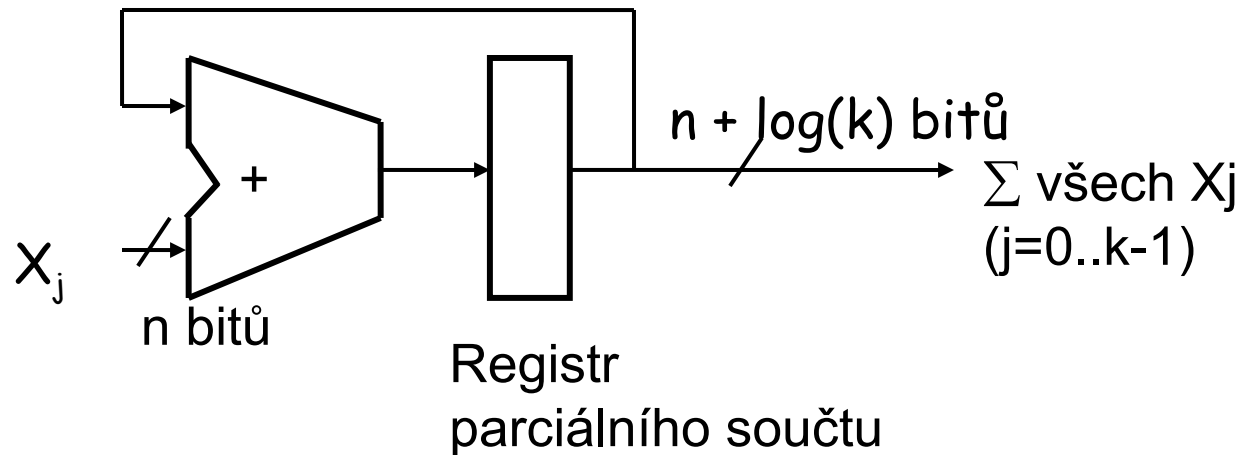 n + log(k) bitů
+
∑ všech Xj
(j=0..k-1)
Xj
n bitů
Registr
parciálního součtu